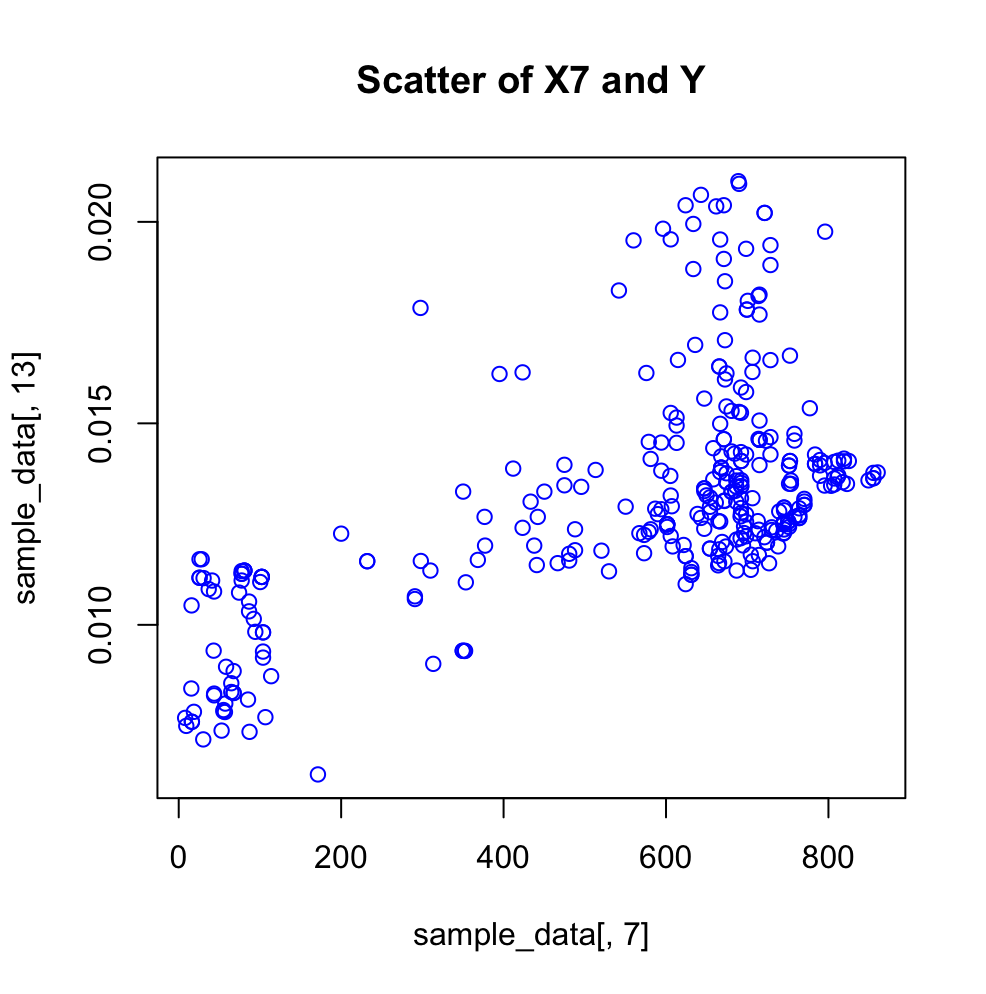 Scatter of X7 and Y
sample_data[, 13]
0.020
0.015
0.010
0 200 400 600 800
sample_data[, 7]